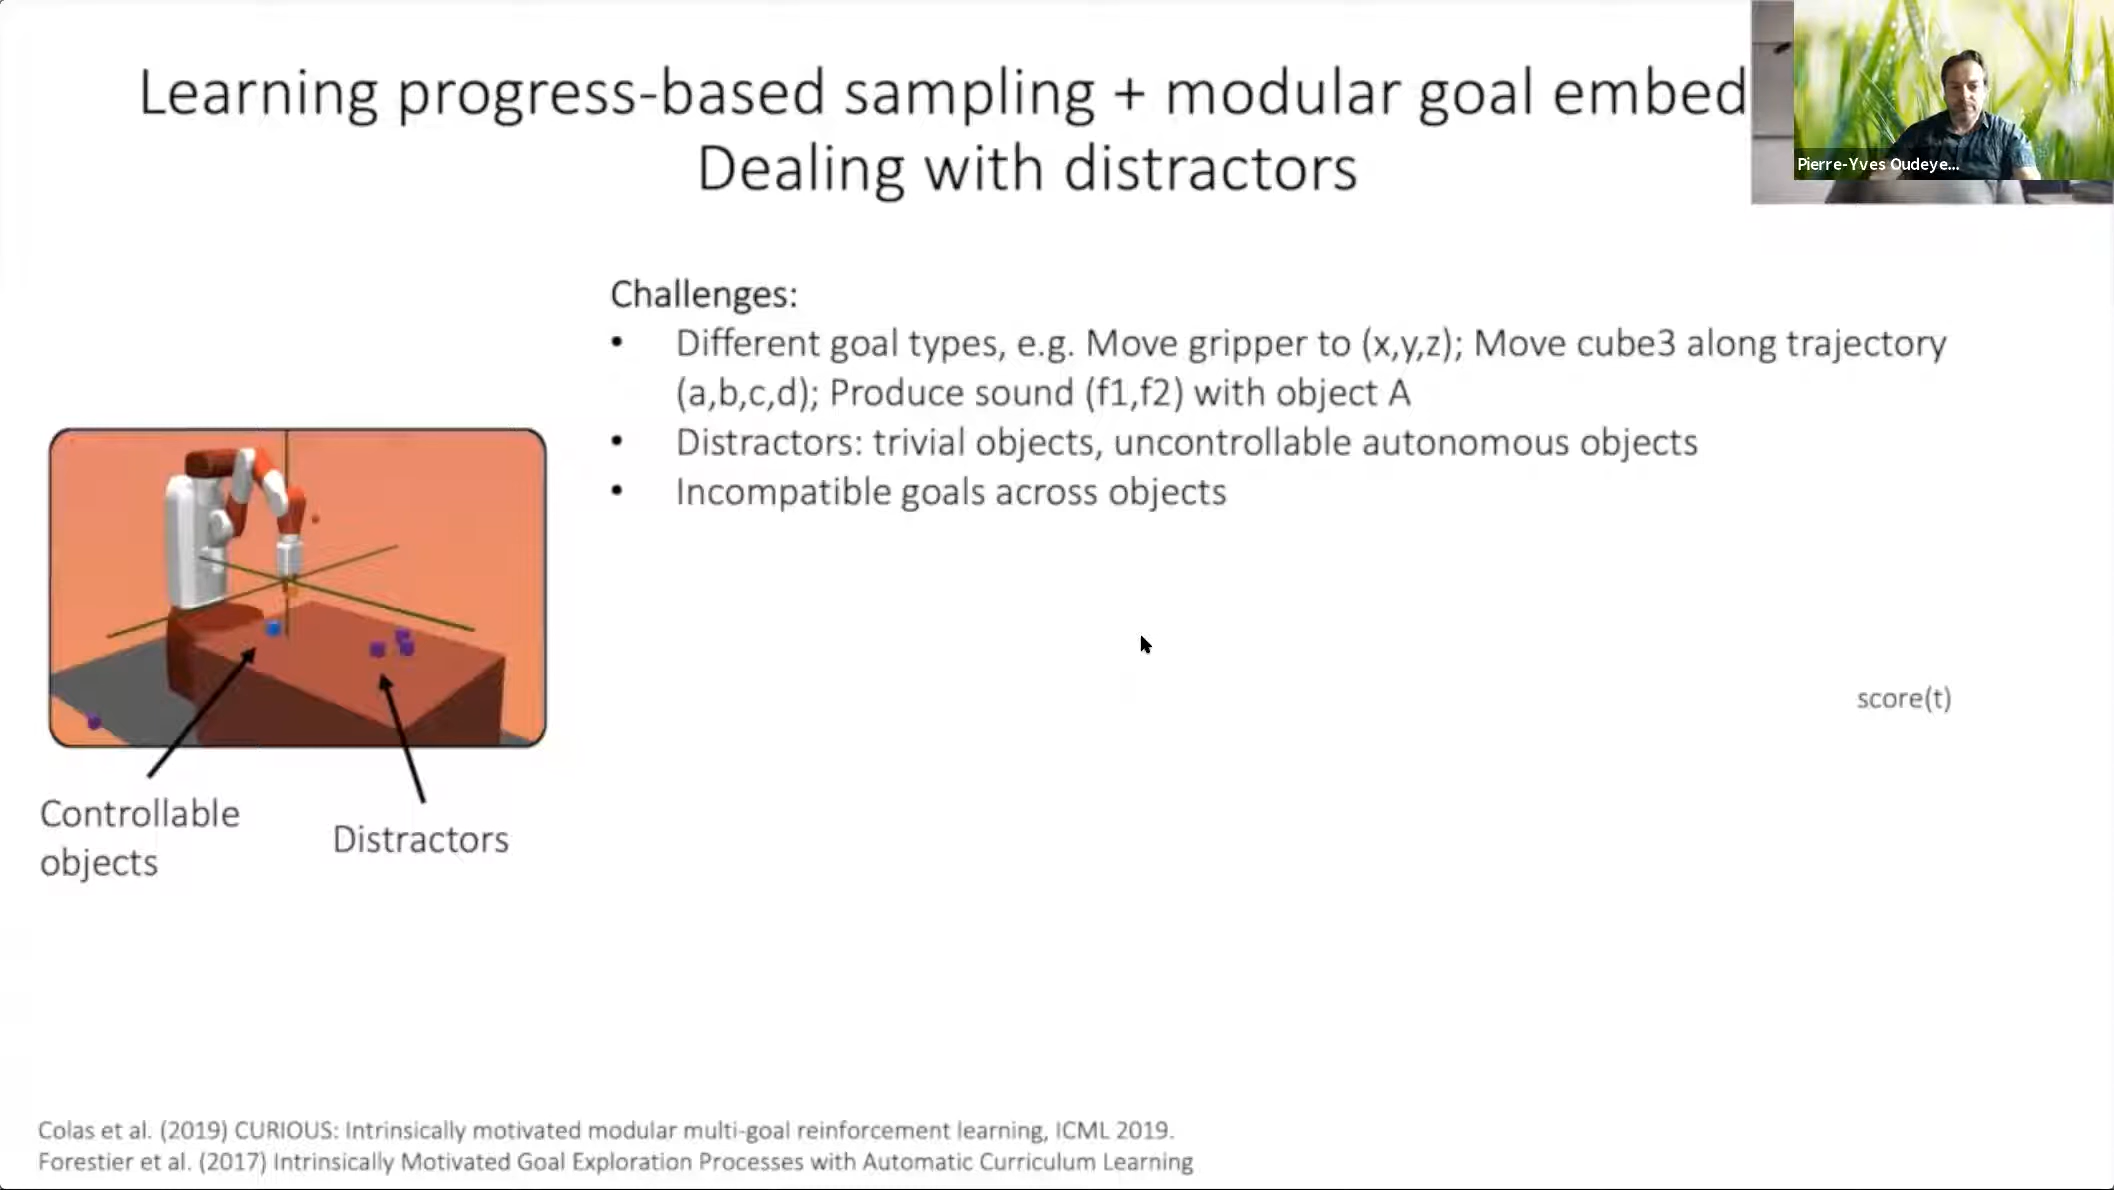 Learning progress-based sampling + modular goal embed
Dealing with distractors
Pierre-Yves Oudeye...
Challenges:
• Different goal types, e.g. Move gripper to (x,y,z); Move cube3 along trajectory
(a,b,c,d); Produce sound (f1,f2) with object A
• Distractors: trivial objects, uncontrollable autonomous objects
• Incompatible goals across objects
score(t)
Controllable
objects
Distractors
Colas et al. (2019) CURIOUS: Intrinsically motivated modular multi-goal reinforcement learning, ICML 2019.
Forestier et al. (2017) Intrinsically Motivated Goal Exploration Processes with Automatic Curriculum Learning